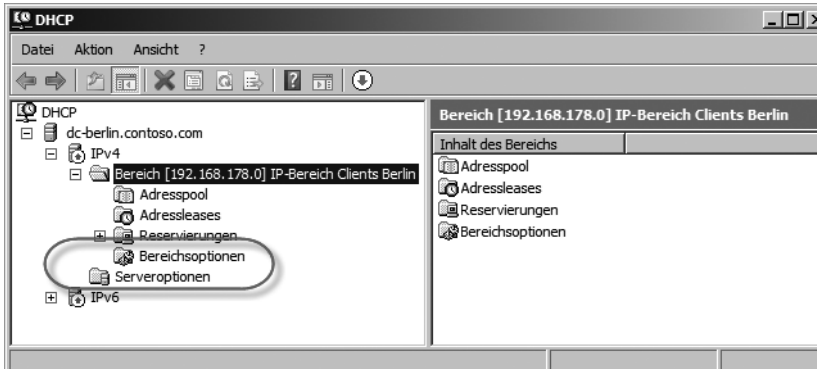 DHCP
Datei Aktion Ansicht ?
DHCP
dc-berlin.contoso.com
IPv4
Bereich [192.168.178.0] IP-Bereich Clients Berlin
Adresspool
Adressleases
Reservierungen
Bereichsoptionen
Serveroptionen
IPv6
Bereich [192.168.178.0] IP-Bereich Clients Berlin
Inhalt des Bereichs
Adresspool
Adressleases
Reservierungen
Bereichsoptionen